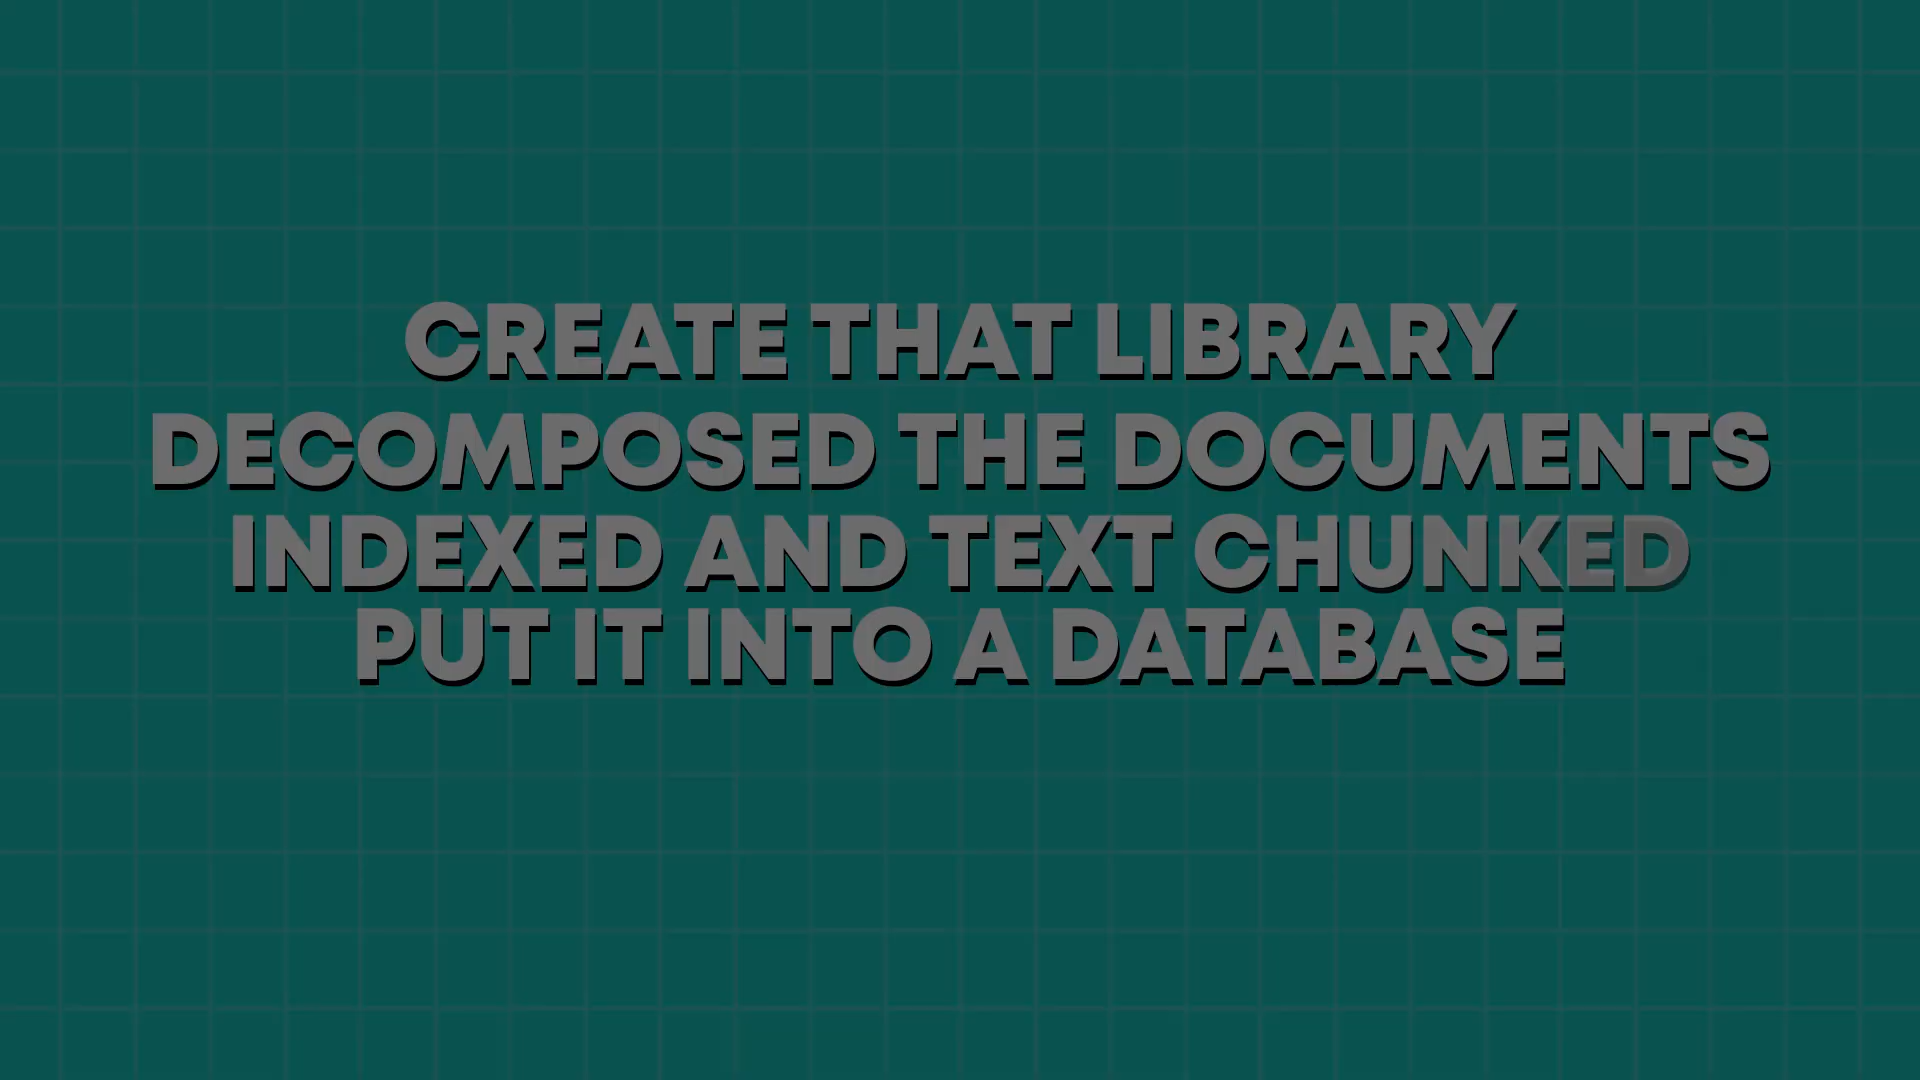 CREATE THAT LIBRARY
DECOMPOSED THE DOCUMENTS
INDEXED AND TEXT CHUNKED
PUT IT INTO A DATABASE